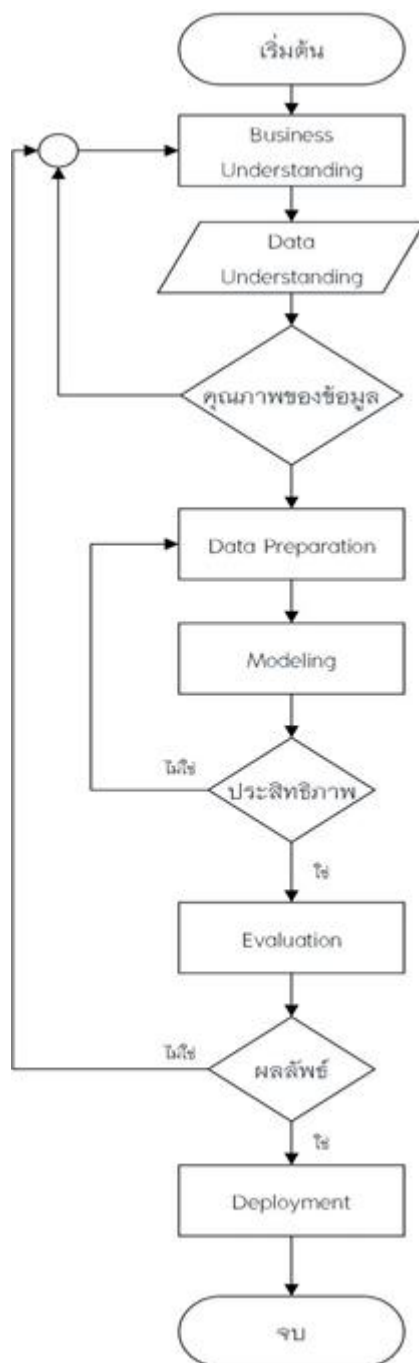 เริ่มต้น
Business
Understanding
Data
Understanding
คุณภาพของข้อมูล
Data Preparation
Modeling
ไม่ใช่
ประสิทธิภาพ
ใช่
Evaluation
ไม่ใช่
ผลลัพธ์
ใช่
Deployment
จบ